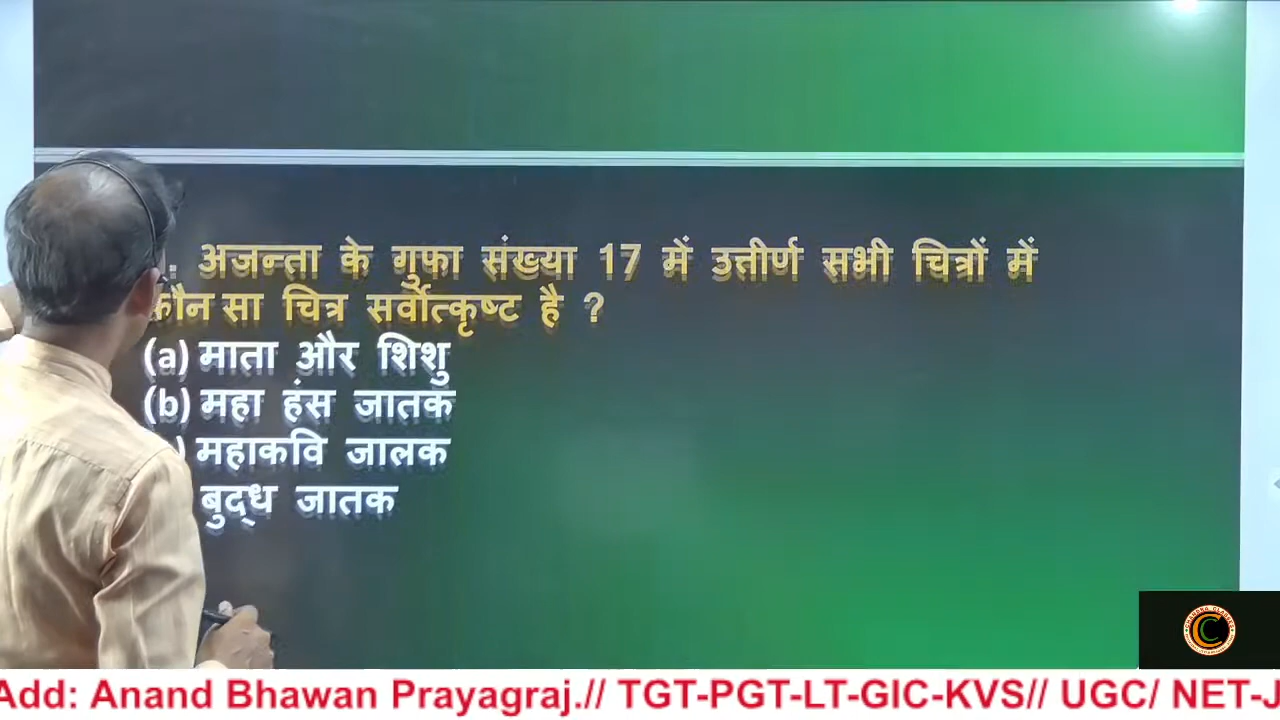 . अजन्ता के गुफा संख्या 17 में उत्तीर्ण सभी चित्रों में
कौन सा चित्र सर्वोत्कृष्ट है ?
(a) माता और शिशु
(b) महा हंस जातक
) महाकवि जालक
बुद्ध जातक
Add: Anand Bhawan Prayagraj.// TGT-PGT-LT-GIC-KVS// UGC/ NET-J